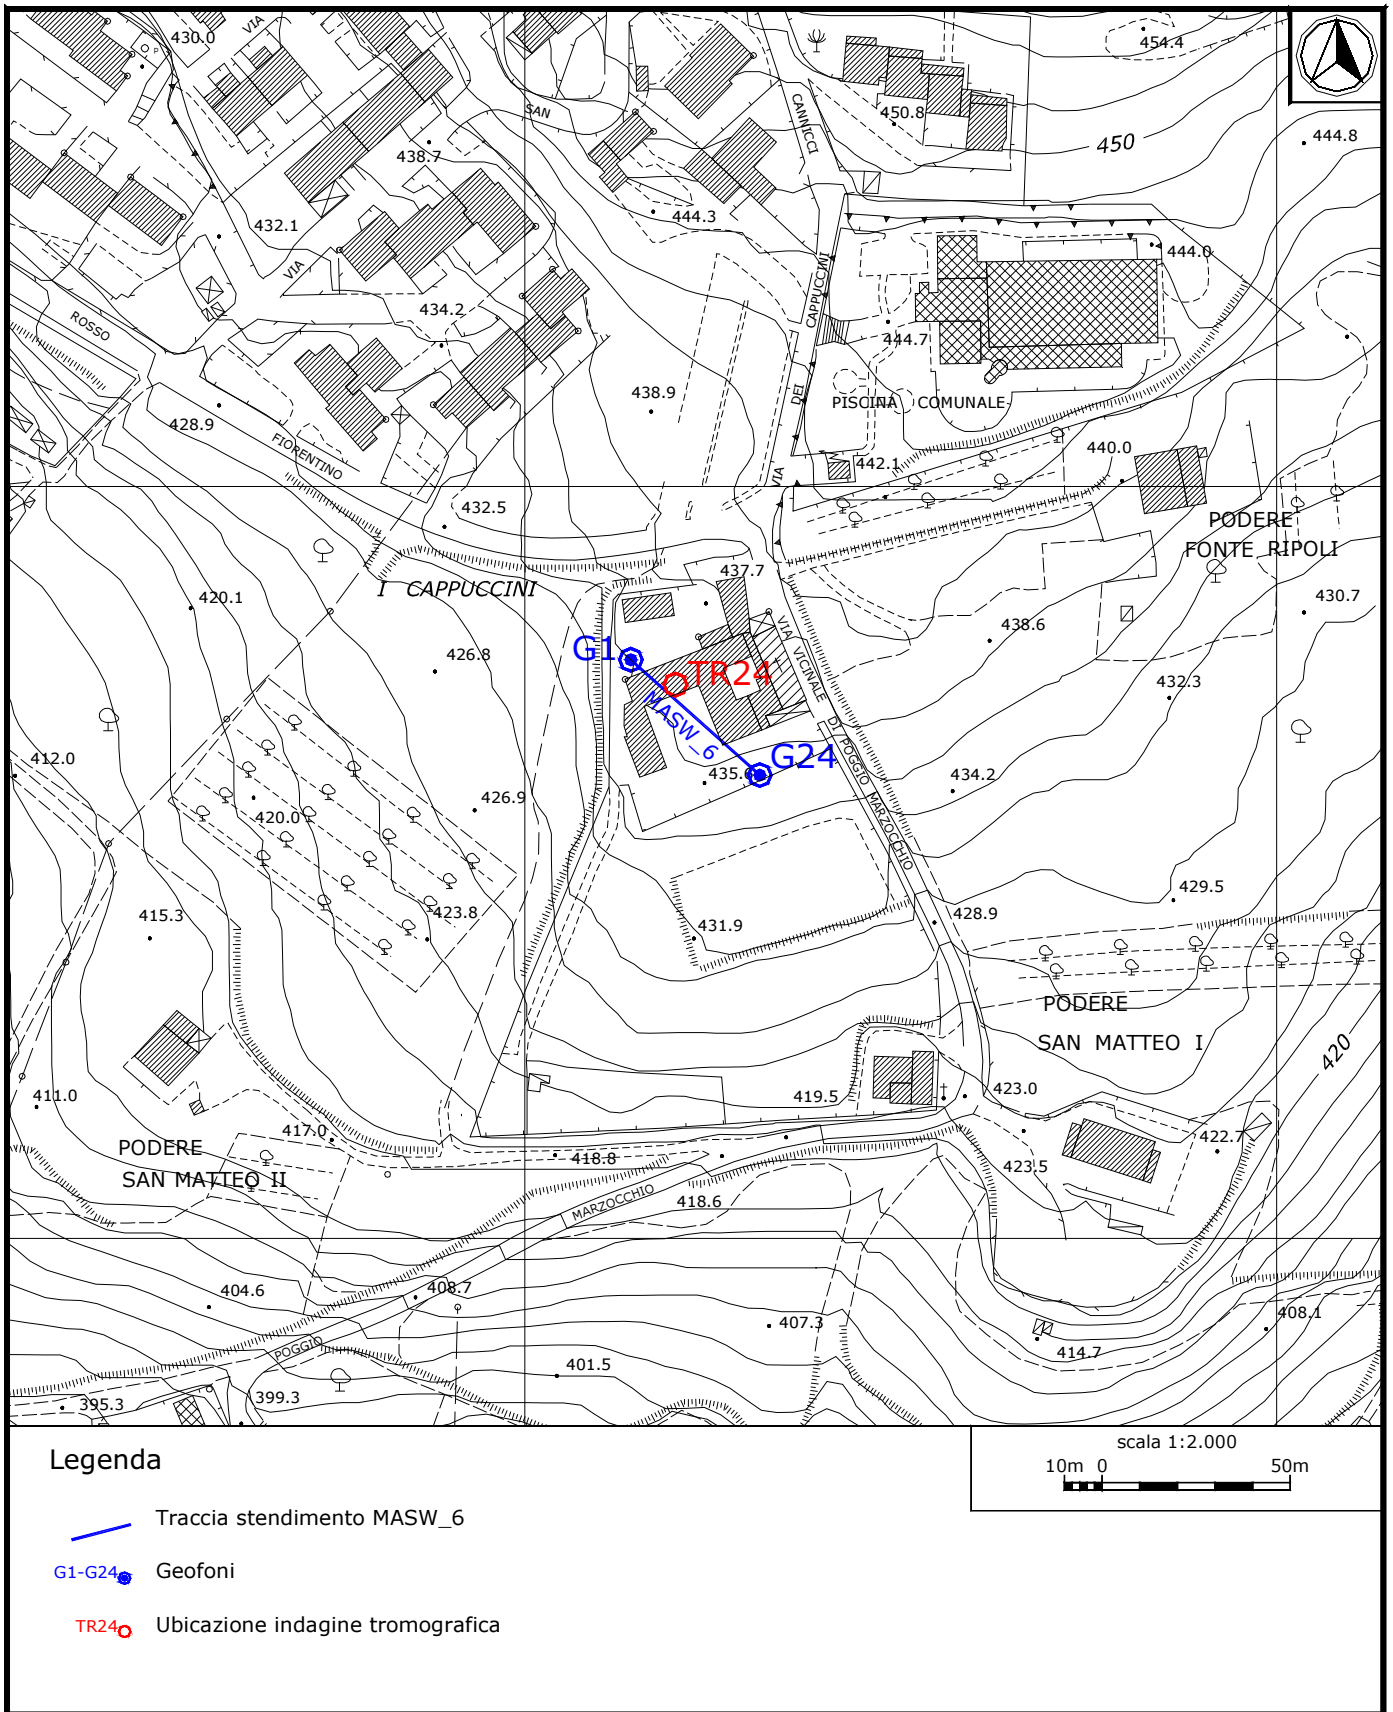 430.0
VIA
O P
SAN
CANNICCI
454.4
450.8
450
444.8
438.7
444.3
432.1
VIA
444.0
CAPPUCCINI
434.2
ROSSO
444.7
438.9
DEI
PISCINA COMUNALE
428.9
FIORENTINO
442.1
440.0
VIA
432.5
PODERE
FONTE RIPOLI
437.7
I CAPPUCCINI
420.1
430.7
438.6
VIA VICINALE DI POGGIO MARZOCCHIO
G1
TR24
426.8
432.3
MASW_6
G24
412.0
435.6
434.2
426.9
420.0
429.5
415.3
423.8
431.9
428.9
PODERE
SAN MATTEO I
420
411.0
419.5
423.0
417.0
PODERE
SAN MATTEO II
418.8
423.5
422.7
MARZOCCHIO
418.6
404.6
408.7
407.3
408.1
POGGIO
414.7
401.5
395.3
399.3
Legenda
scala 1:2.000
10m 0 50m
Traccia stendimento MASW_6
G1-G24 Geofoni
TR24 Ubicazione indagine tromografica